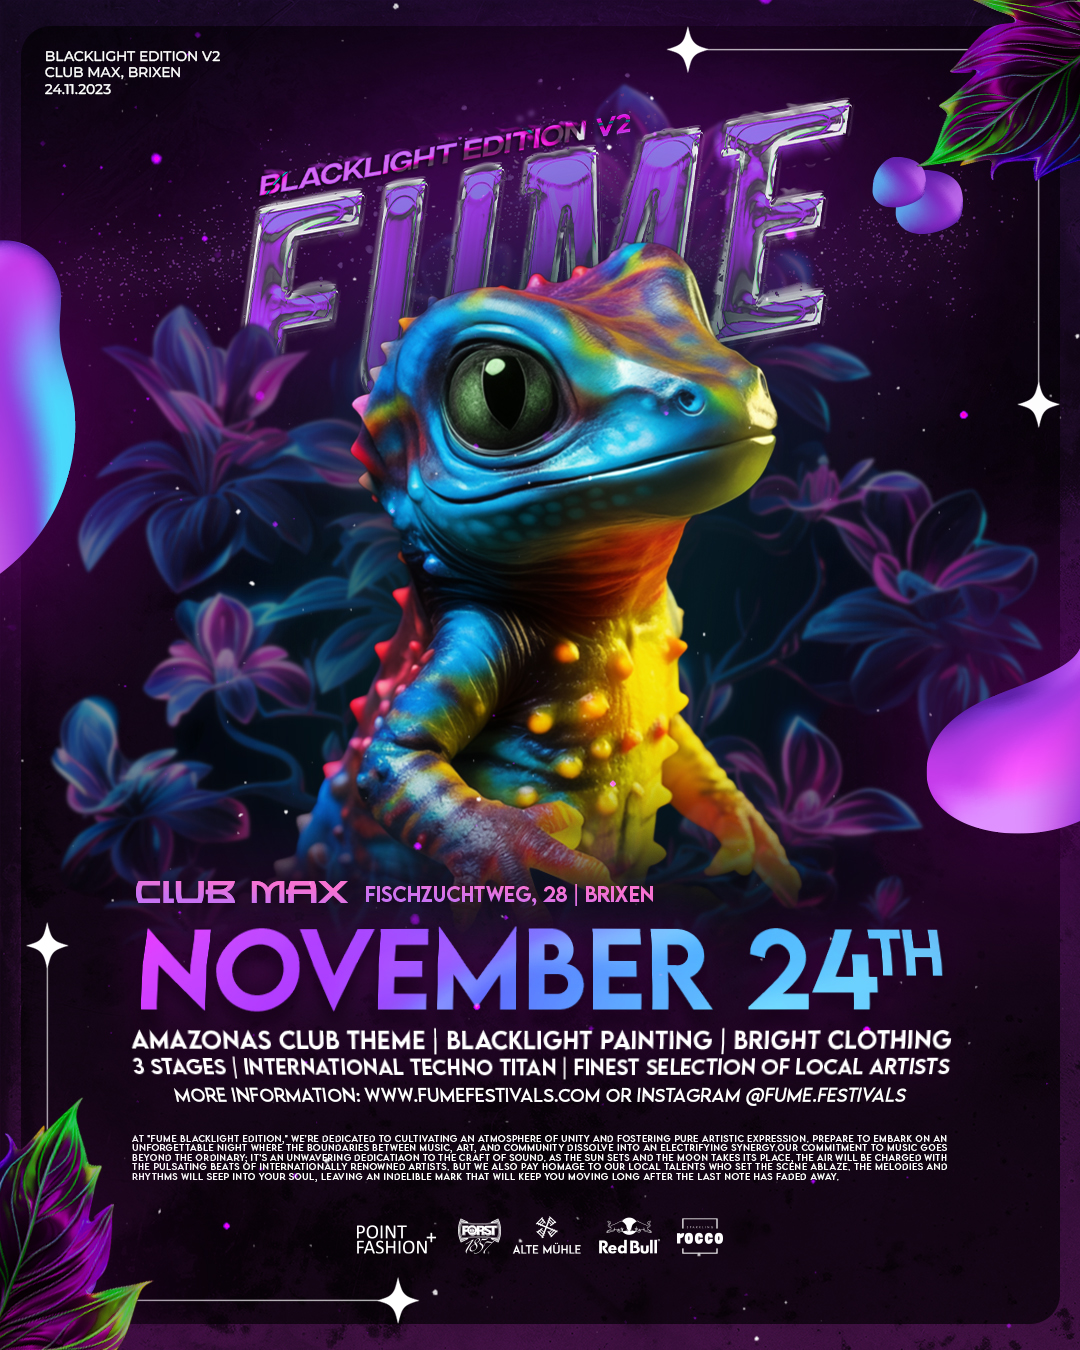 BLACKLIGHT EDITION V2
CLUB MAX, BRIXEN
24.11.2023
BLACKLIGHT EDITION V2
FUME
CLUB MAX FISCHZUCHTWEG, 28 | BRIXEN
NOVEMBER 24TH
AMAZONAS CLUB THEME | BLACKLIGHT PAINTING | BRIGHT CLOTHING
3 STAGES \ INTERNATIONAL TECHNO TITAN | FINEST SELECTION OF LOCAL ARTISTS
MORE INFORMATION: WWW.FUMEFESTIVALS.COM OR INSTAGRAM @FUME.FESTIVALS
AT "FUME BLACKLIGHT EDITION," WE'RE DEDICATED TO CULTIVATING AN ATMOSPHERE OF UNITY AND FOSTERING PURE ARTISTIC EXPRESSION. PREPARE TO EMBARK ON AN
UNFORGETTABLE NIGHT WHERE THE BOUNDARIES BETWEEN MUSIC, ART, AND COMMUNITY DISSOLVE INTO AN ELECTRIFYING SYNERGY.OUR COMMITMENT TO MUSIC GOES
BEYOND THE ORDINARY; IT'S AN UNWAVERING DEDICATIAON TO THE CRAFT OF SOUND. AS THE SUN SETS AND THE MOON TAKES ITS PLACE, THE AIR WILL BE CHARGED WITH
THE PULSATING BEATS OF INTERNATIONALLY RENOWNED ARTISTS. BUT WE ALSO PAY HOMAGE TO OUR LOCAL TALENTS WHO SET THE SCENE ABLAZE. THE MELODIES AND
RHYTHMS WILL SEEP INTO YOUR SOUL, LEAVING AN INDELIBLE MARK THAT WILL KEEP YOU MOVING LONG AFTER THE LAST NOTE HAS FADED AWAY.
POINT
FASHION+
FORST
1857
ALTE MÜHLE
Red Bull
rocco